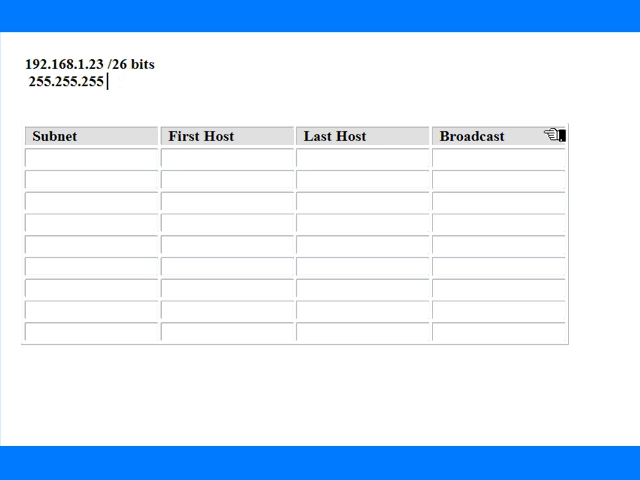 192.168.1.23 /26 bits
255.255.255
Subnet First Host Last Host Broadcast